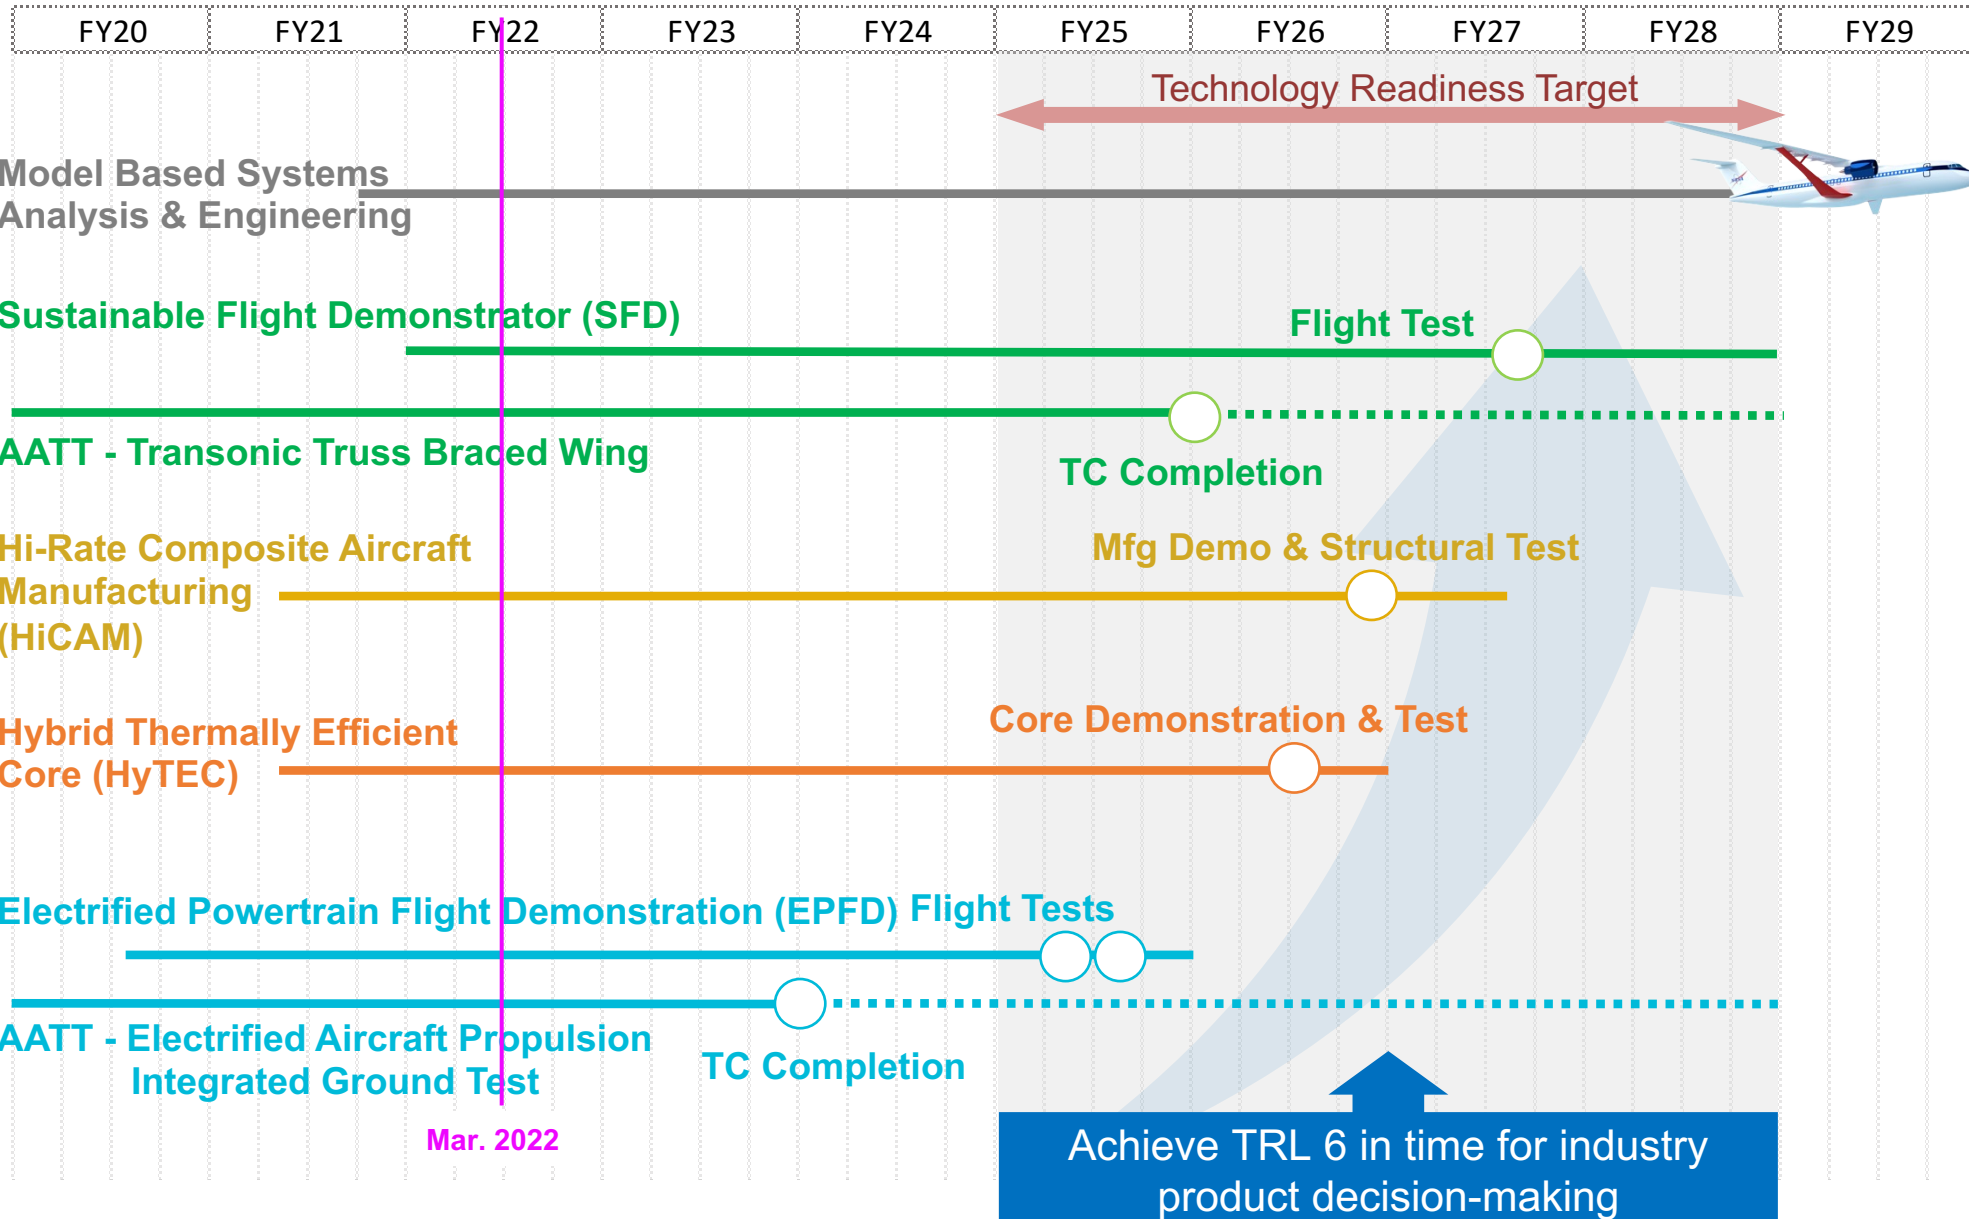 FY20 FY21 FY22 FY23 FY24 FY25 FY26 FY27 FY28 FY29
Technology Readiness Target
Model Based Systems
Analysis & Engineering
Sustainable Flight Demonstrator (SFD)
Flight Test
AATT - Transonic Truss Braced Wing
TC Completion
Hi-Rate Composite Aircraft
Manufacturing
(HiCAM)
Mfg Demo & Structural Test
Hybrid Thermally Efficient
Core (HyTEC)
Core Demonstration & Test
Electrified Powertrain Flight Demonstration (EPFD)
Flight Tests
AATT - Electrified Aircraft Propulsion
Integrated Ground Test
TC Completion
Mar. 2022
Achieve TRL 6 in time for industry
product decision-making